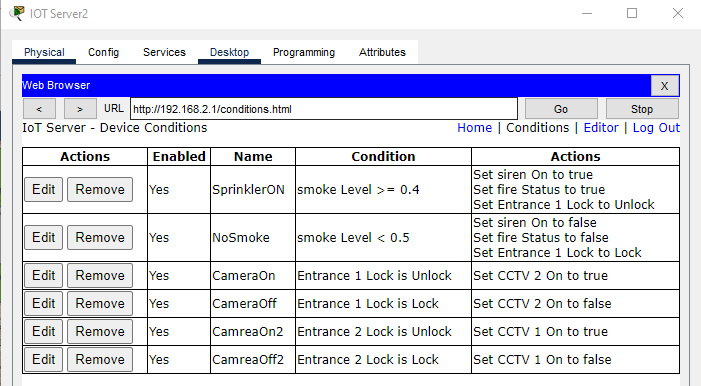 IOT Server2
Physical Config Services Desktop Programming Attributes
Web Browser X
< > URL http://192.168.2.1/conditions.html Go Stop
IoT Server - Device Conditions Home | Conditions | Editor | Log Out
Actions Enabled Name Condition Actions
Edit Remove Yes SprinklerON smoke Level >= 0.4 Set siren On to true
Set fire Status to true
Set Entrance 1 Lock to Unlock
Edit Remove Yes NoSmoke smoke Level < 0.5 Set siren On to false
Set fire Status to false
Set Entrance 1 Lock to Lock
Edit Remove Yes CameraOn Entrance 1 Lock is Unlock Set CCTV 2 On to true
Edit Remove Yes CameraOff Entrance 1 Lock is Lock Set CCTV 2 On to false
Edit Remove Yes CamreaOn2 Entrance 2 Lock is Unlock Set CCTV 1 On to true
Edit Remove Yes CamreaOff2 Entrance 2 Lock is Lock Set CCTV 1 On to false